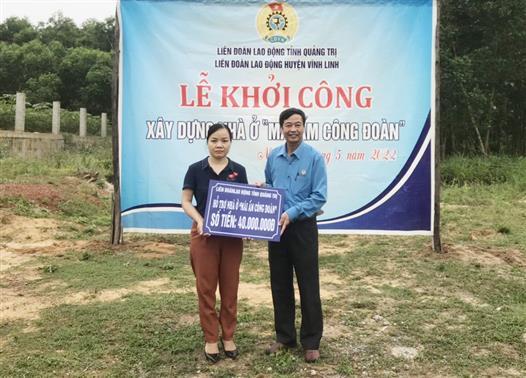 LIÊN ĐOÀN LAO ĐỘNG TỈNH QUẢNG TRỊ
LIÊN ĐOÀN LAO ĐỘNG HUYỆN VĨNH LINH
LỄ KHỞI CÔNG
XÂY DỰNG NHÀ Ở "MÁI ẤM CÔNG ĐOÀN"
5 năm 2022
LIÊN ĐOÀN LAO ĐỘNG TỈNH QUẢNG TRỊ
HỖ TRỢ NHÀ Ở "MÁI ẤM CÔNG ĐOÀN"
SỐ TIỀN: 40.000.000Đ